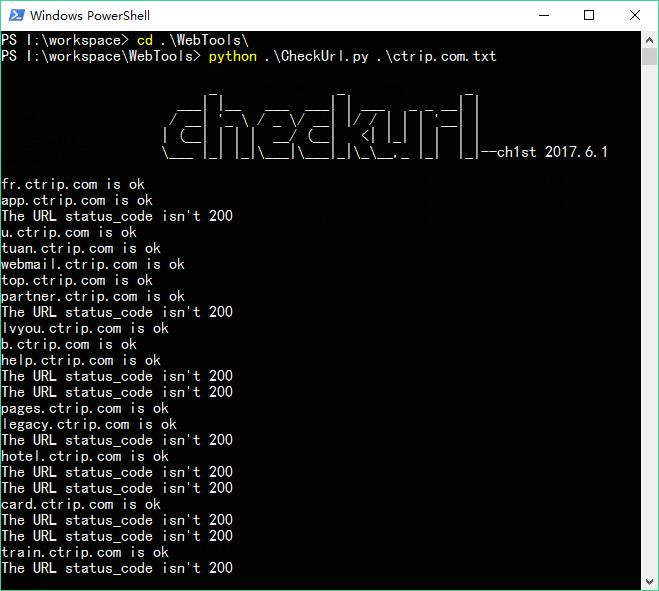 Windows PowerShell
PS I:\workspace> cd .\WebTools\
PS I:\workspace\WebTools> python .\CheckUrl.py .\ctrip.com.txt
checkurl
--ch1st 2017.6.1
fr.ctrip.com is ok
app.ctrip.com is ok
The URL status_code isn't 200
u.ctrip.com is ok
tuan.ctrip.com is ok
webmail.ctrip.com is ok
top.ctrip.com is ok
partner.ctrip.com is ok
The URL status_code isn't 200
lvyou.ctrip.com is ok
b.ctrip.com is ok
help.ctrip.com is ok
The URL status_code isn't 200
The URL status_code isn't 200
pages.ctrip.com is ok
legacy.ctrip.com is ok
The URL status_code isn't 200
hotel.ctrip.com is ok
The URL status_code isn't 200
The URL status_code isn't 200
card.ctrip.com is ok
The URL status_code isn't 200
The URL status_code isn't 200
train.ctrip.com is ok
The URL status_code isn't 200